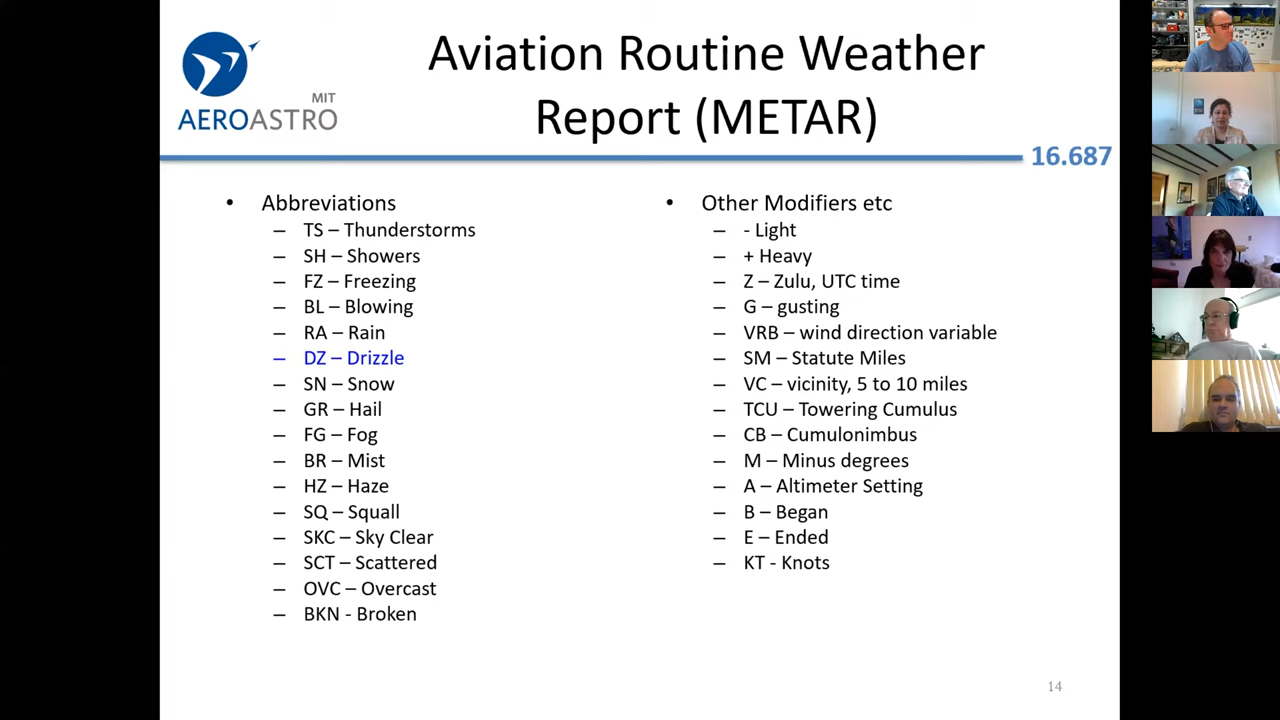 Aviation Routine Weather
Report (METAR)
MIT
AEROASTRO
16.687
• Abbreviations
– TS – Thunderstorms
– SH – Showers
– FZ – Freezing
– BL – Blowing
– RA – Rain
– DZ – Drizzle
– SN – Snow
– GR – Hail
– FG – Fog
– BR – Mist
– HZ – Haze
– SQ – Squall
– SKC – Sky Clear
– SCT – Scattered
– OVC – Overcast
– BKN - Broken
• Other Modifiers etc
– - Light
– + Heavy
– Z – Zulu, UTC time
– G – gusting
– VRB – wind direction variable
– SM – Statute Miles
– VC – vicinity, 5 to 10 miles
– TCU – Towering Cumulus
– CB – Cumulonimbus
– M – Minus degrees
– A – Altimeter Setting
– B – Began
– E – Ended
– KT - Knots
14